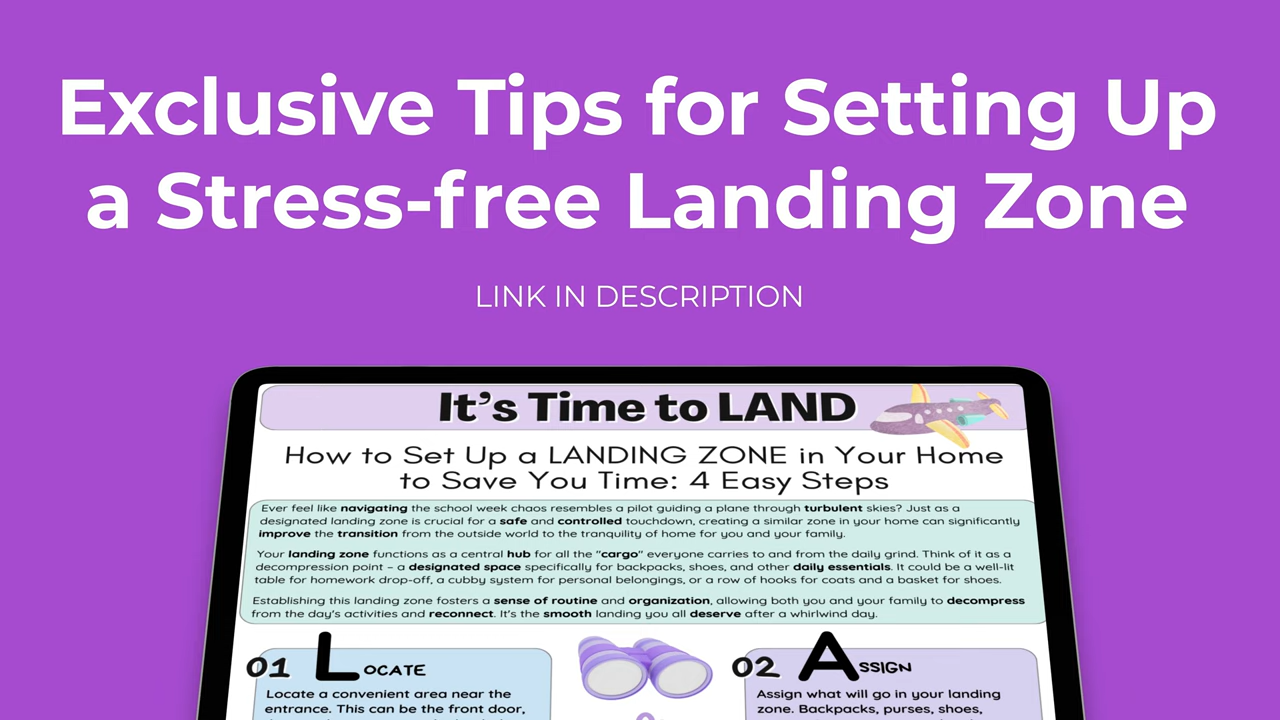 Exclusive Tips for Setting Up
a Stress-free Landing Zone
LINK IN DESCRIPTION
It's Time to LAND
How to Set Up a LANDING ZONE in Your Home
to Save You Time: 4 Easy Steps
Ever feel like navigating the school week chaos resembles a pilot guiding a plane through turbulent skies? Just as a
designated landing zone is crucial for a safe and controlled touchdown, creating a similar zone in your home can significantly
improve the transition from the outside world to the tranquility of home for you and your family.
Your landing zone functions as a central hub for all the "cargo" everyone carries to and from the daily grind. Think of it as a
decompression point – a designated space specifically for backpacks, shoes, and other daily essentials. It could be a well-lit
table for homework drop-off, a cubby system for personal belongings, or a row of hooks for coats and a basket for shoes.
Establishing this landing zone fosters a sense of routine and organization, allowing both you and your family to decompress
from the day's activities and reconnect. It's the smooth landing you all deserve after a whirlwind day.
01 LOCATE
Locate a convenient area near the
entrance. This can be the front door,
02 ASSIGN
Assign what will go in your landing
zone. Backpacks, purses, shoes,